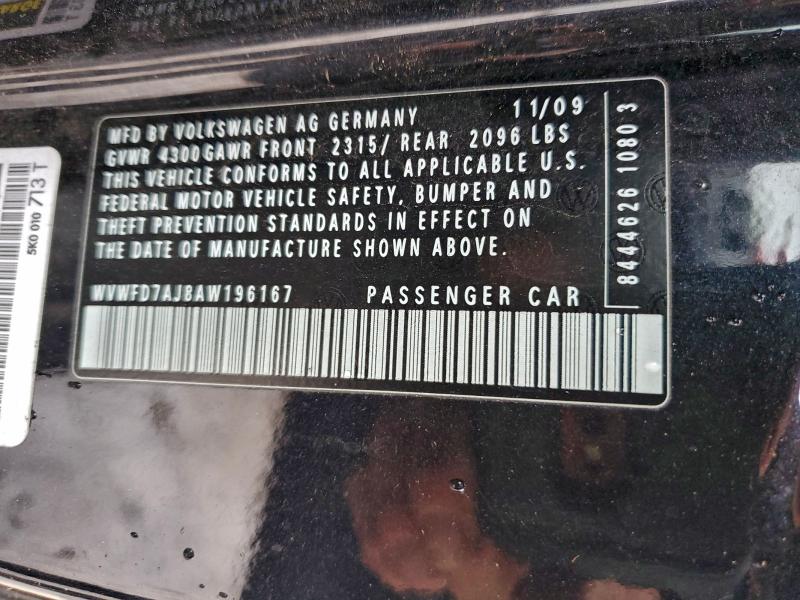 MFD BY VOLKSWAGEN AG GERMANY 11/09
GVWR 4300GAWR FRONT 2315/ REAR 2096 LBS
THIS VEHICLE CONFORMS TO ALL APPLICABLE U.S.
FEDERAL MOTOR VEHICLE SAFETY, BUMPER AND
THEFT PREVENTION STANDARDS IN EFFECT ON
THE DATE OF MANUFACTURE SHOWN ABOVE.
WVWFD7AJ8AW196167 PASSENGER CAR
8444626 1080 3
5K0 010 713 T